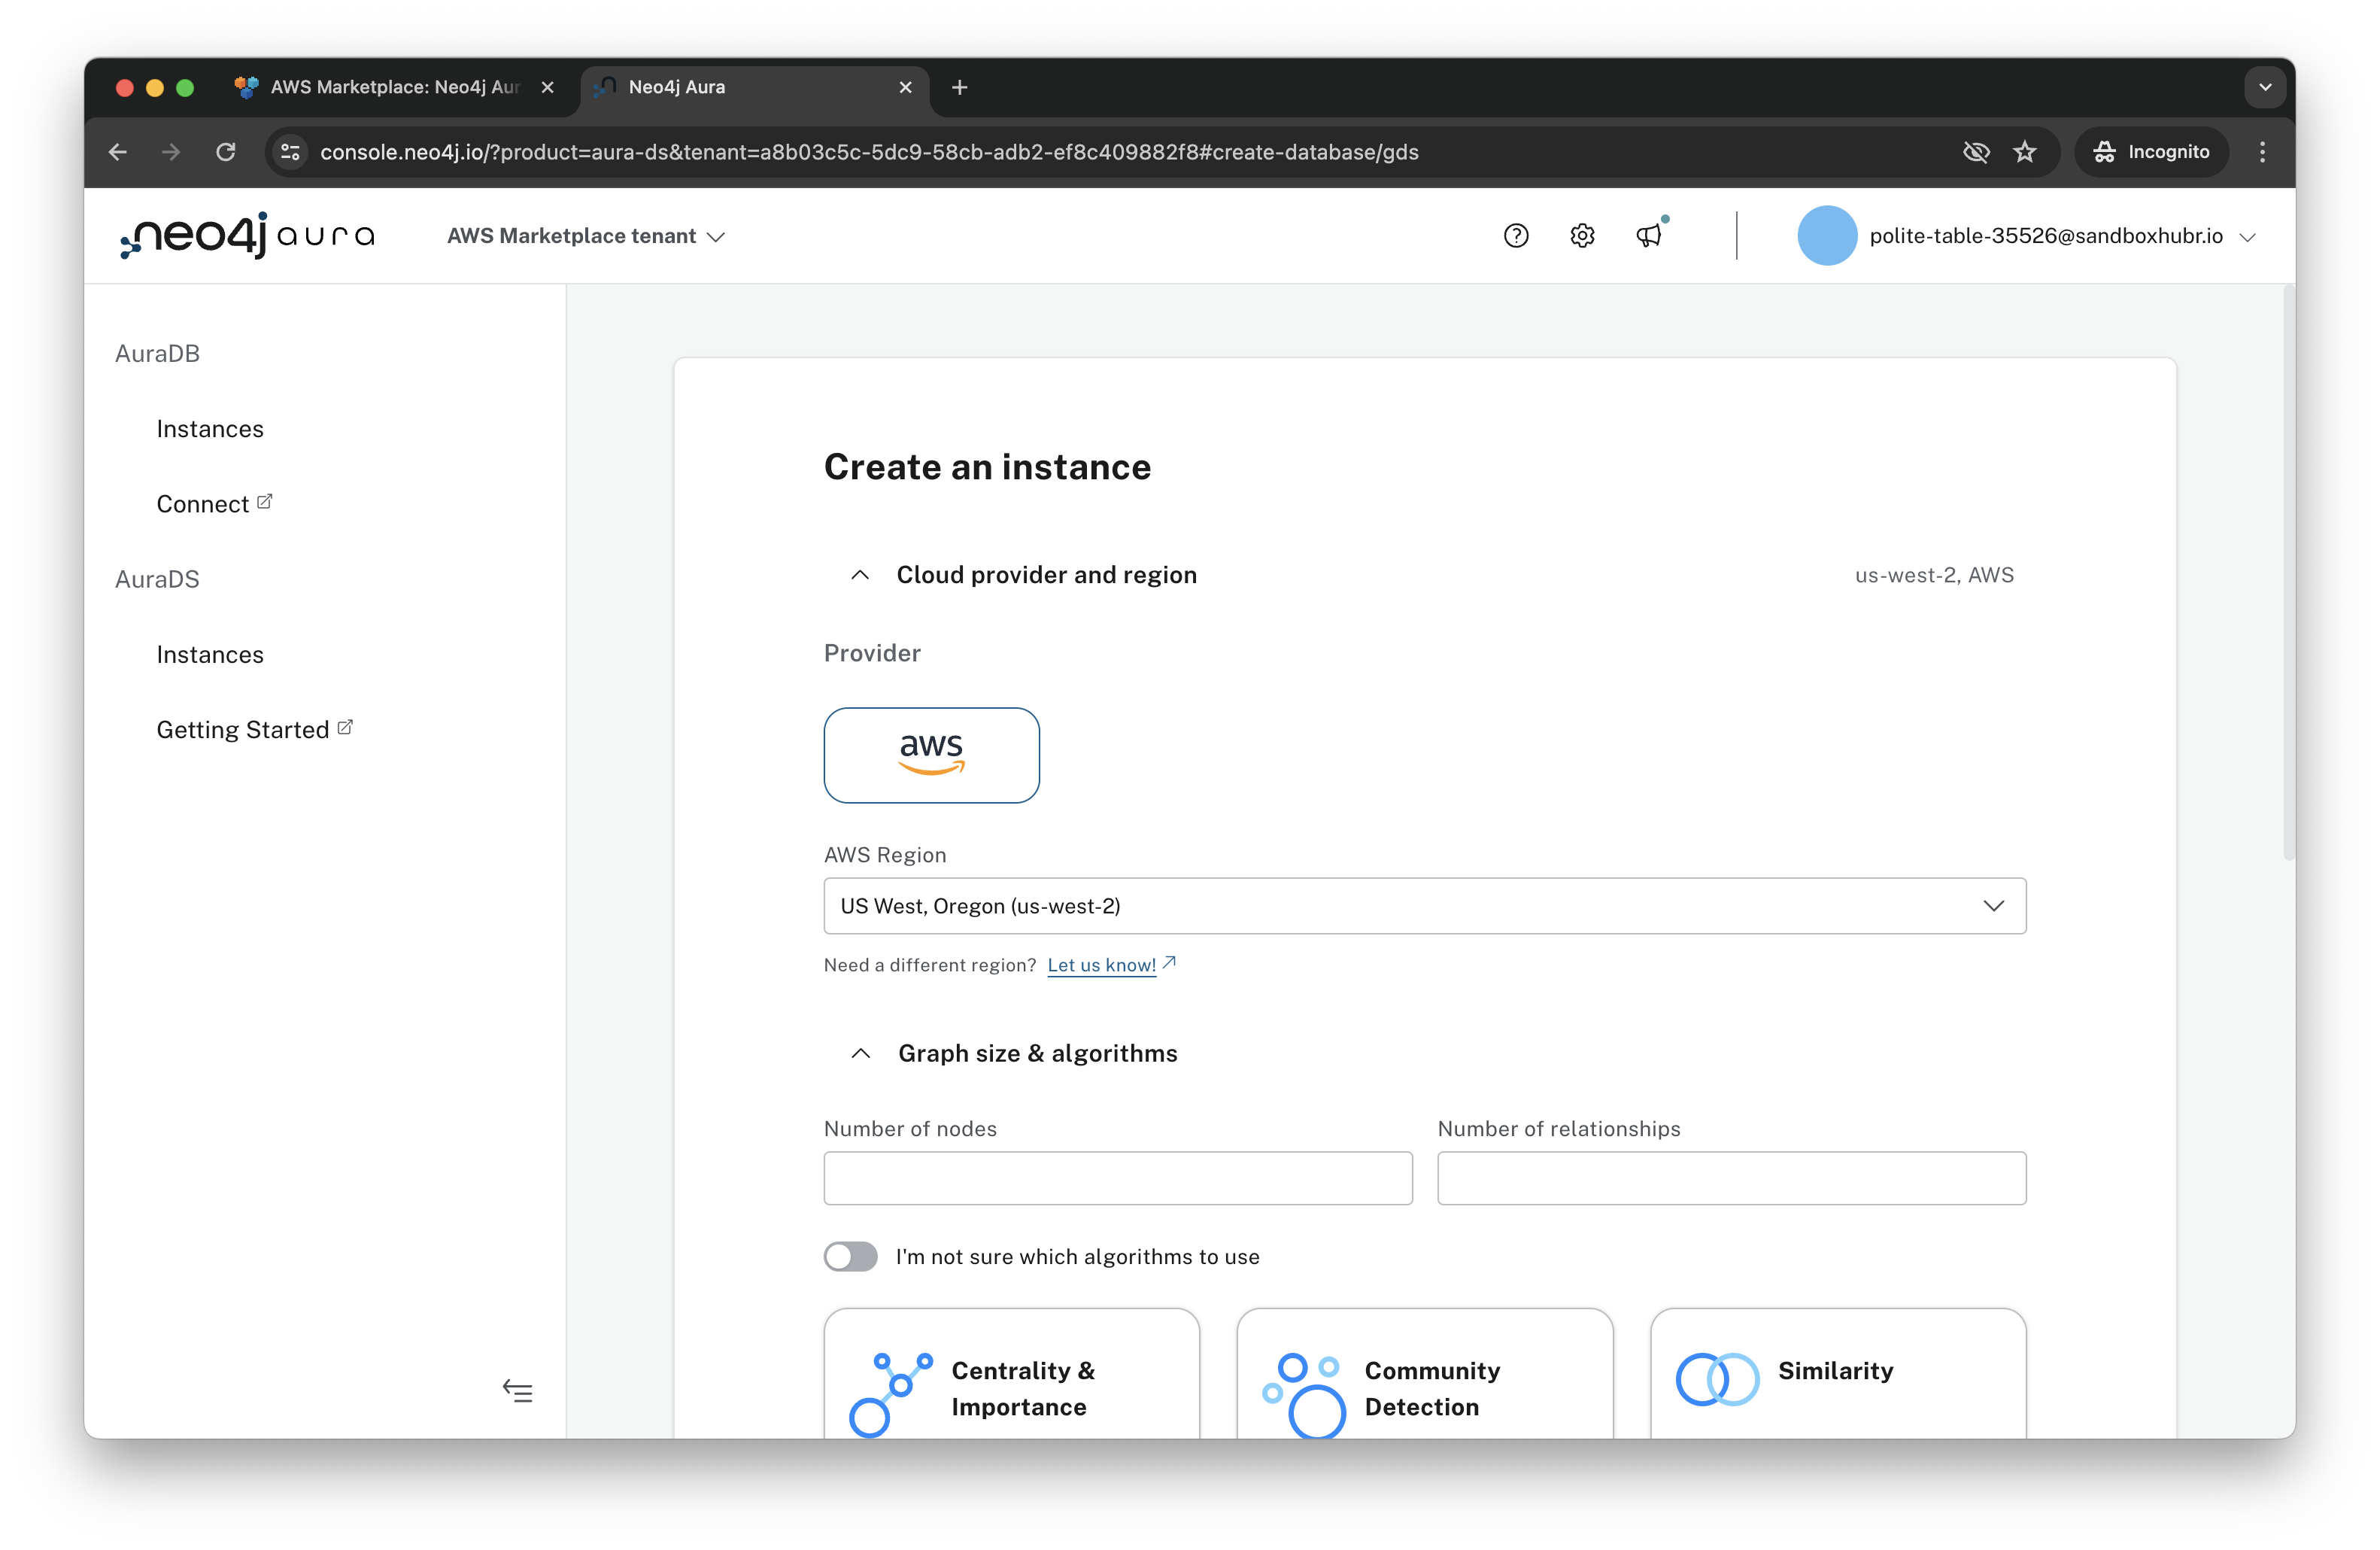 AWS Marketplace: Neo4j Aur
Neo4j Aura
console.neo4j.io/?product=aura-ds&tenant=a8b03c5c-5dc9-58cb-adb2-ef8c409882f8#create-database/gds
Incognito
neo4j aura
AWS Marketplace tenant
polite-table-35526@sandboxhubr.io
AuraDB
Instances
Connect
AuraDS
Instances
Getting Started
Create an instance
Cloud provider and region
us-west-2, AWS
Provider
aws
AWS Region
US West, Oregon (us-west-2)
Need a different region? Let us know!
Graph size & algorithms
Number of nodes
Number of relationships
I'm not sure which algorithms to use
Centrality &
Importance
Community
Detection
Similarity